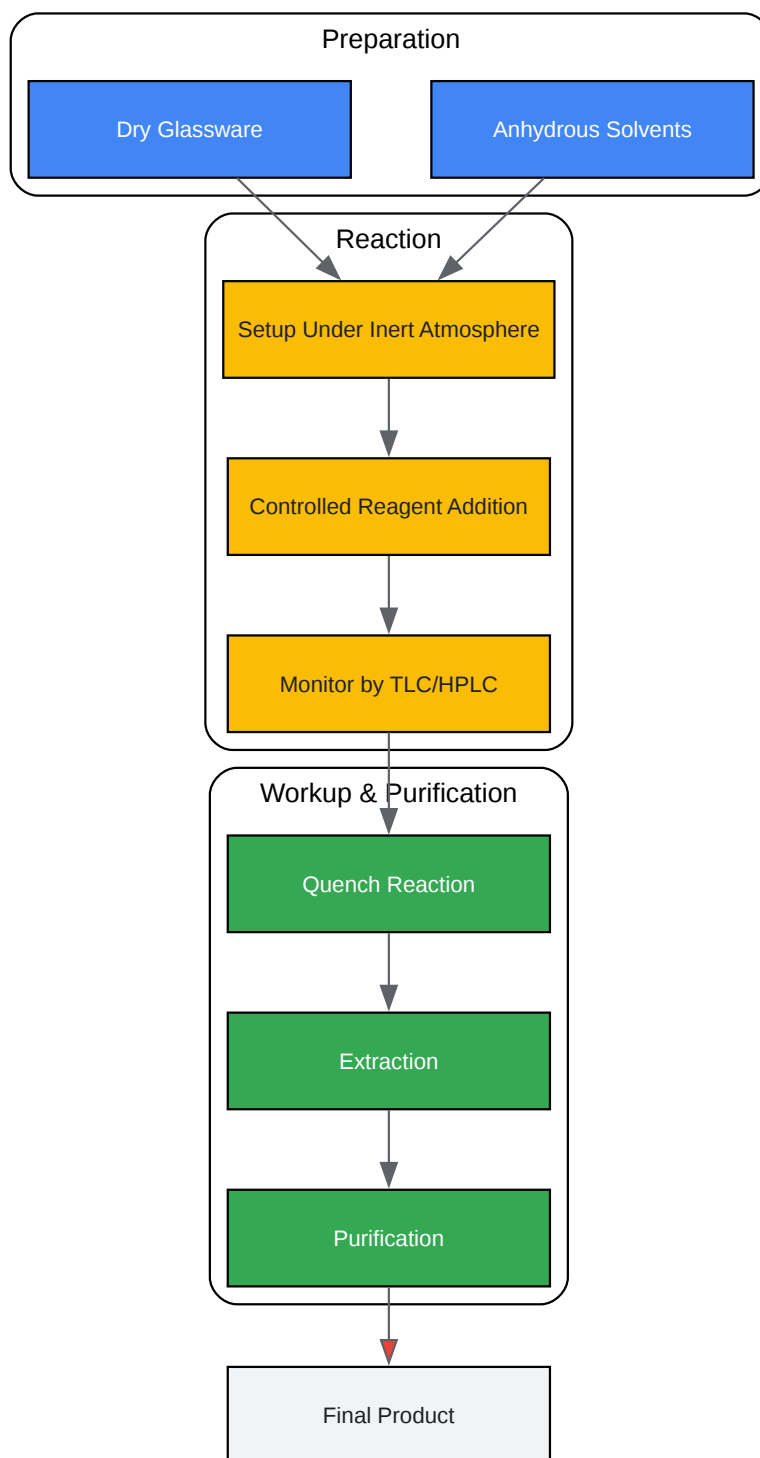 Preparation
Dry Glassware
Anhydrous Solvents
Reaction
Setup Under Inert Atmosphere
Controlled Reagent Addition
Monitor by TLC/HPLC
Workup & Purification
Quench Reaction
Extraction
Purification
Final Product